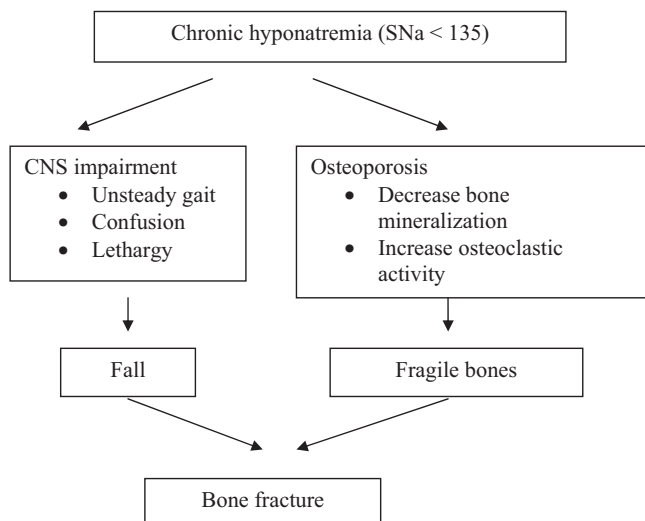 Chronic hyponatremia (SNa < 135)
CNS impairment
• Unsteady gait
• Confusion
• Lethargy
Osteoporosis
• Decrease bone
mineralization
• Increase osteoclastic
activity
Fall
Fragile bones
Bone fracture